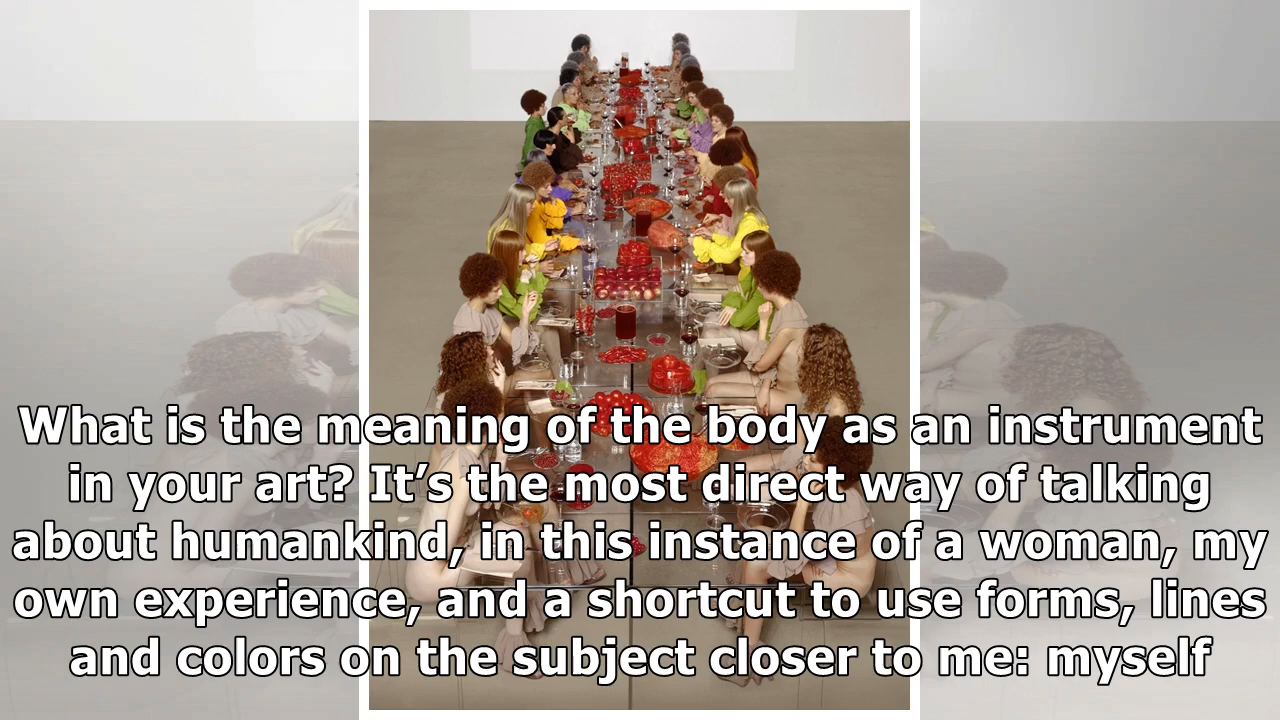 What is the meaning of the body as an instrument
in your art? It’s the most direct way of talking
about humankind, in this instance of a woman, my
own experience, and a shortcut to use forms, lines
and colors on the subject closer to me: myself